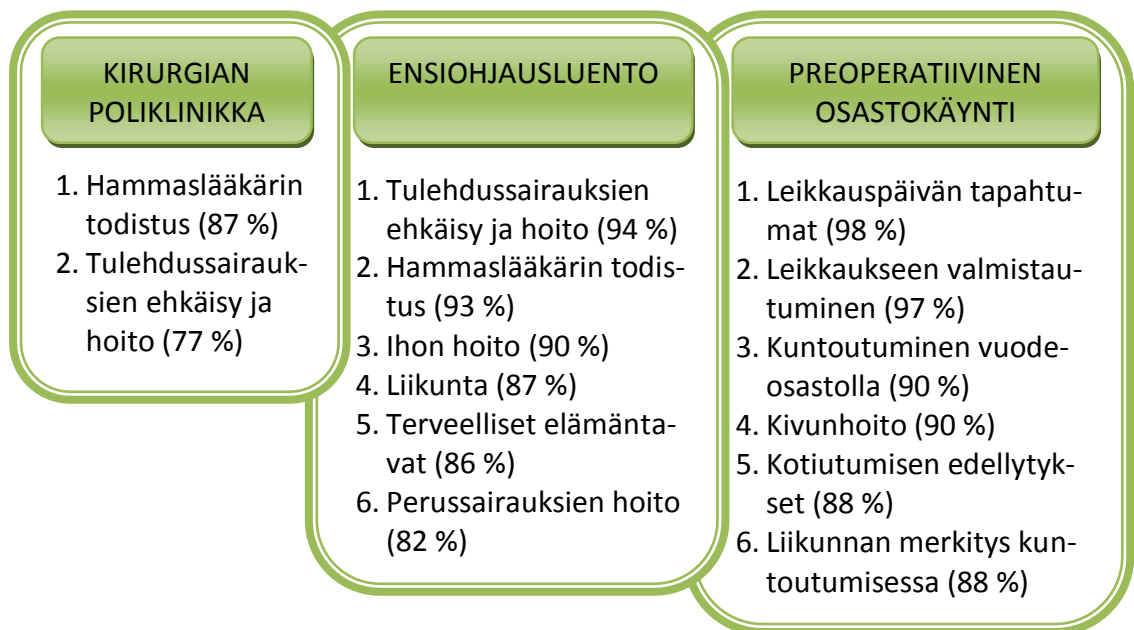 KIRURGIAN
POLIKLINIKKA
1. Hammaslääkärin
todistus (87 %)
2. Tulehdussairauk-
sien ehkäisy ja
hoito (77 %)
ENSIOHJAUSLUENTO
1. Tulehdussairauksien
ehkäisy ja hoito (94 %)
2. Hammaslääkärin todis-
tus (93 %)
3. Ihon hoito (90 %)
4. Liikunta (87 %)
5. Terveelliset elämänta-
vat (86 %)
6. Perussairauksien hoito
(82 %)
PREOPERATIIVINEN
OSASTOKÄYNTI
1. Leikkauspäivän tapahtu-
mat (98 %)
2. Leikkaukseen valmistau-
tuminen (97 %)
3. Kuntoutuminen vuode-
osastolla (90 %)
4. Kivunhoito (90 %)
5. Kotiutumisen edellytyk-
set (88 %)
6. Liikunnan merkitys kun-
toutumisessa (88 %)